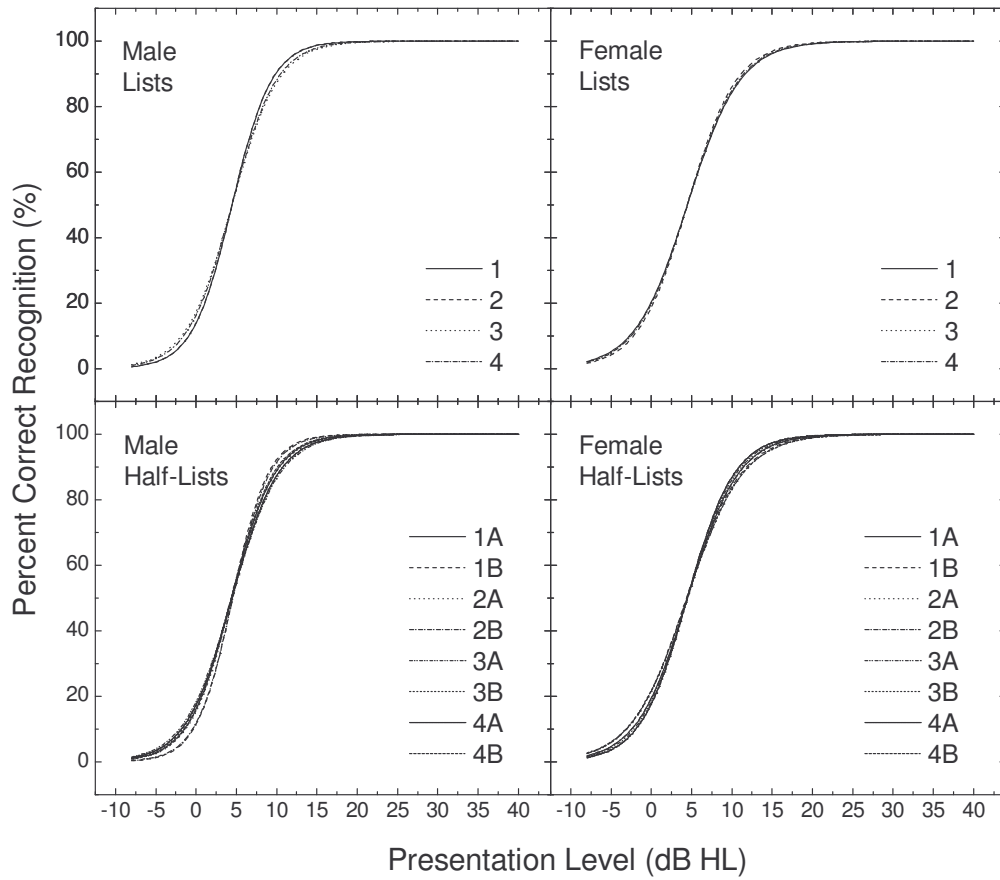 Percent Correct Recognition (%)
100
80
60
40
20
0
Male
Lists
1
2
3
4
Female
Lists
1
2
3
4
100
80
60
40
20
0
Male
Half-Lists
1A
1B
2A
2B
3A
3B
4A
4B
Female
Half-Lists
1A
1B
2A
2B
3A
3B
4A
4B
-10 -5 0 5 10 15 20 25 30 35 40
-10 -5 0 5 10 15 20 25 30 35 40
Presentation Level (dB HL)